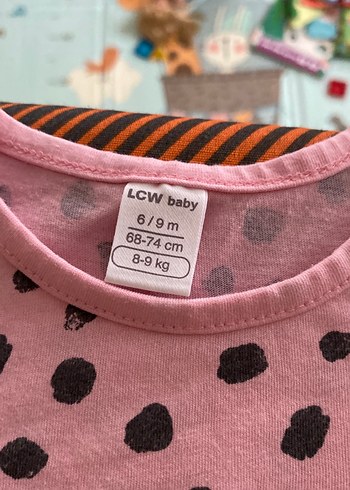 LCW baby
6 / 9 m
68-74 cm
8-9 kg